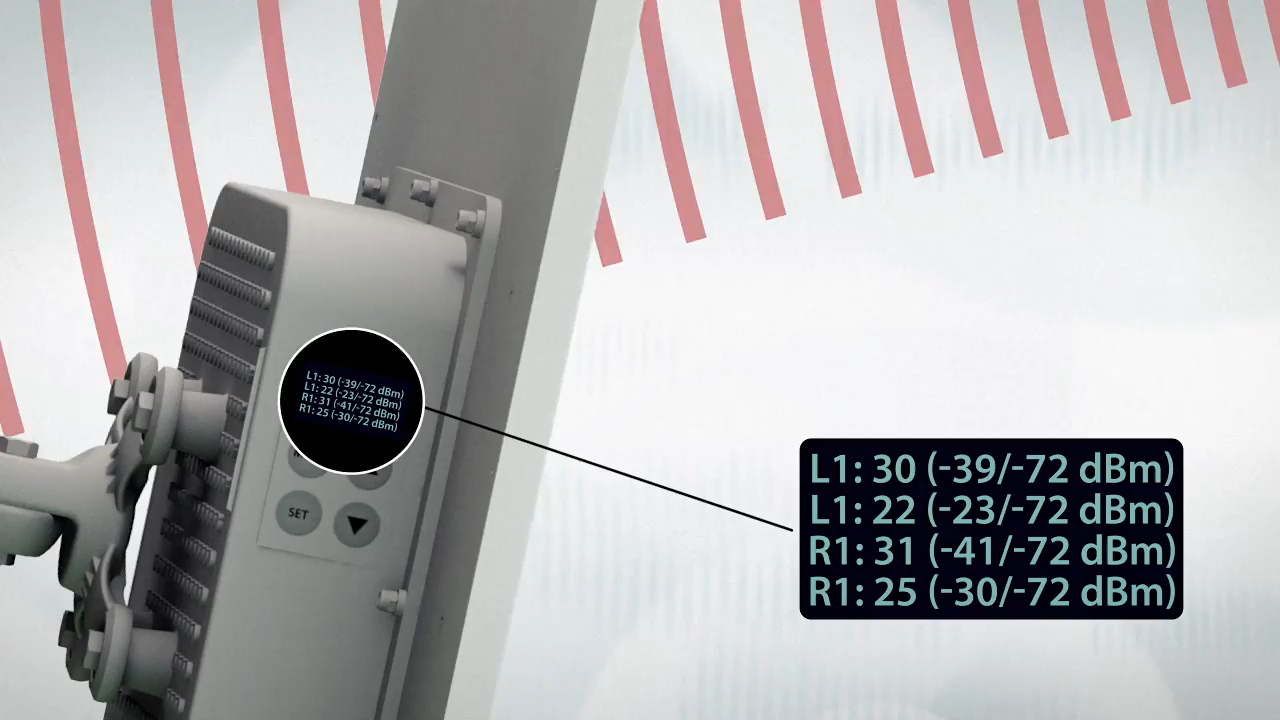 L1: 30 (-39/-72 dBm)
L1: 22 (-23/-72 dBm)
R1: 31 (-41/-72 dBm)
R1: 25 (-30/-72 dBm)
SET
L1: 30 (-39/-72 dBm)
L1: 22 (-23/-72 dBm)
R1: 31 (-41/-72 dBm)
R1: 25 (-30/-72 dBm)